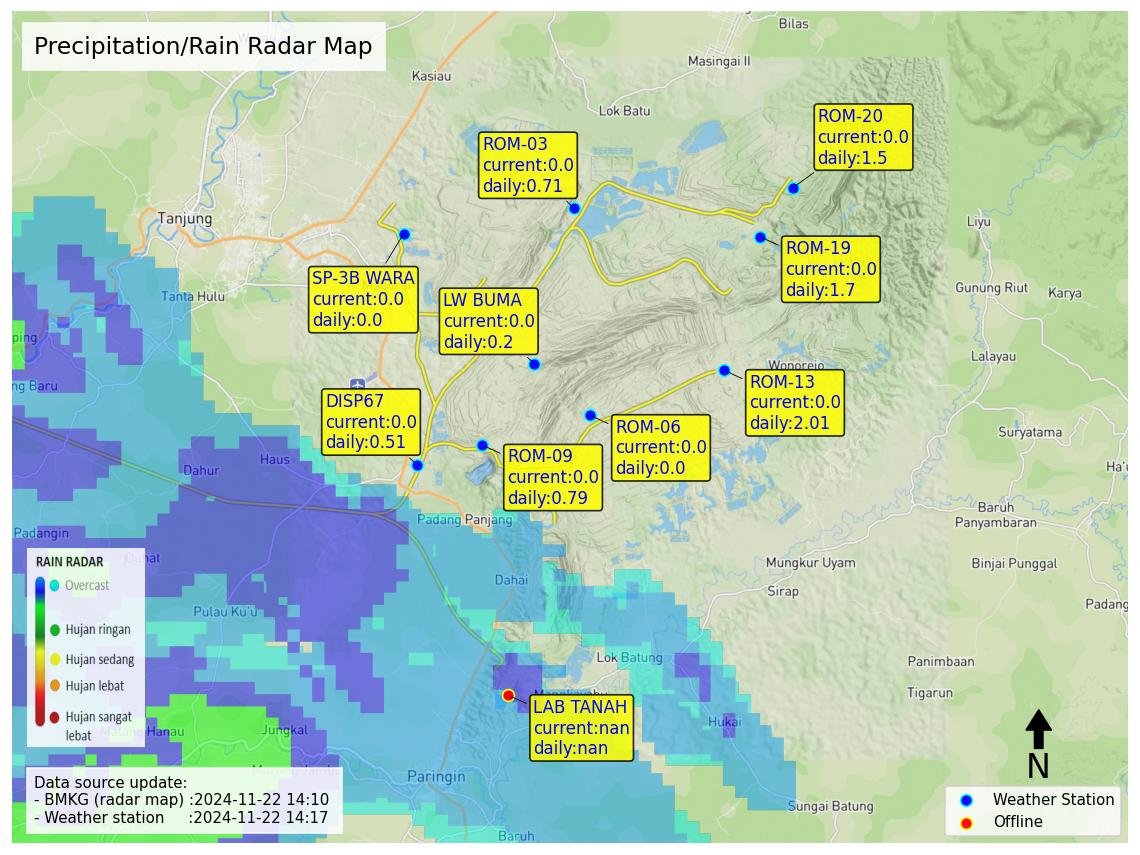 Precipitation/Rain Radar Map
Bilas
Masingai II
Kasiau
Lok Batu
ROM-20
current:0.0
daily:1.5
ROM-03
current:0.0
daily:0.71
Tanjung
Liyu
ROM-19
current:0.0
daily:1.7
SP-3B WARA
current:0.0
daily:0.0
Tanta Hulu
LW BUMA
current:0.0
daily:0.2
Gunung Riut
Karya
ping
Lalayau
Wonorejo
ng Baru
ROM-13
current:0.0
daily:2.01
DISP67
current:0.0
daily:0.51
ROM-06
current:0.0
daily:0.0
Suryatama
ROM-09
current:0.0
daily:0.79
Haus
Dahur
Ha'u
Baruh
Panyambaran
Padang Panjang
Padangin
RAIN RADAR
Overcast
Hujan ringan
Hujan sedang
Hujan lebat
Hujan sangat
lebat
Mungkur Uyam
Binjai Punggal
Dahai
Sirap
Padang
Pulau Ku'u
Lok Batung
Panimbaan
Tigarun
LAB TANAH
current:nan
daily:nan
Hukai
Hanau
Jungkal
N
Data source update:
- BMKG (radar map) :2024-11-22 14:10
- Weather station :2024-11-22 14:17
Paringin
Sungai Batung
Baruh
Weather Station
Offline